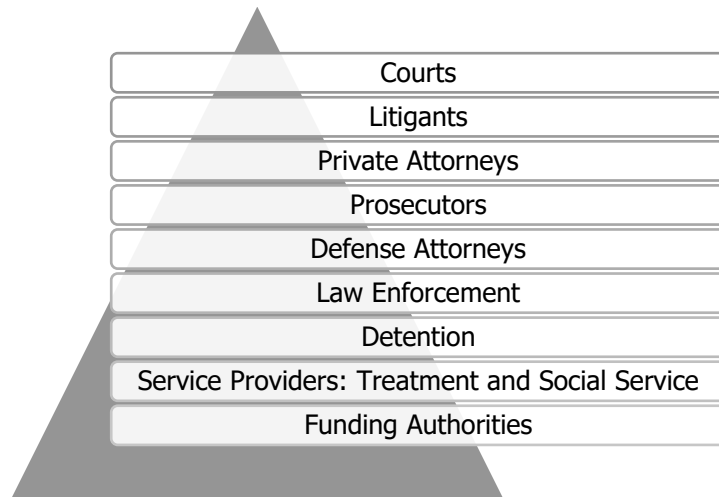 Courts
Litigants
Private Attorneys
Prosecutors
Defense Attorneys
Law Enforcement
Detention
Service Providers: Treatment and Social Service
Funding Authorities